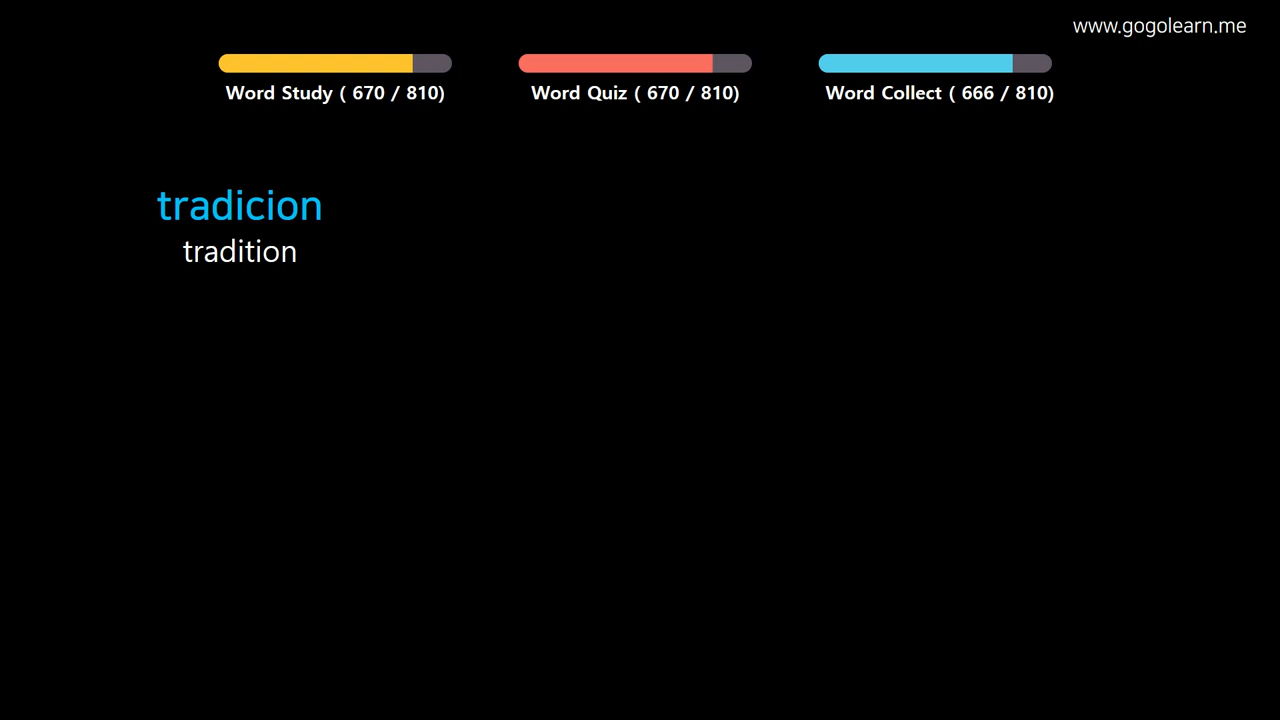 www.gogolearn.me
Word Study ( 670 / 810)
Word Quiz ( 670 / 810)
Word Collect ( 666 / 810)
tradicion
tradition